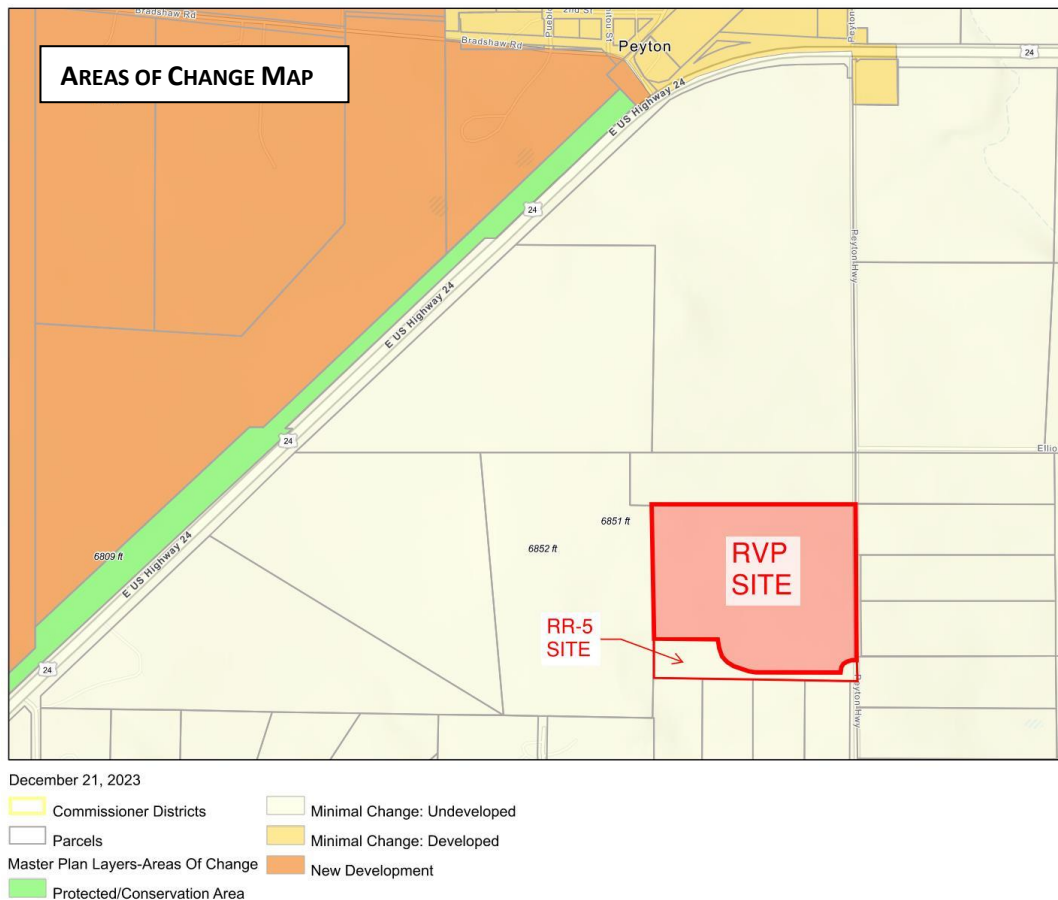 2nd St
Bradshaw Rd
Bradshaw Rd
Peyton
24
AREAS OF CHANGE MAP
E US Highway 24
24
Peyton Hwy
E US Highway 24
24
Ellio
6851 ft
6852 ft
6809 ft
E US Highway 24
RVP
SITE
RR-5
SITE
24
Peyton Hwy
December 21, 2023
Commissioner Districts
Parcels
Master Plan Layers-Areas Of Change
Protected/Conservation Area
Minimal Change: Undeveloped
Minimal Change: Developed
New Development